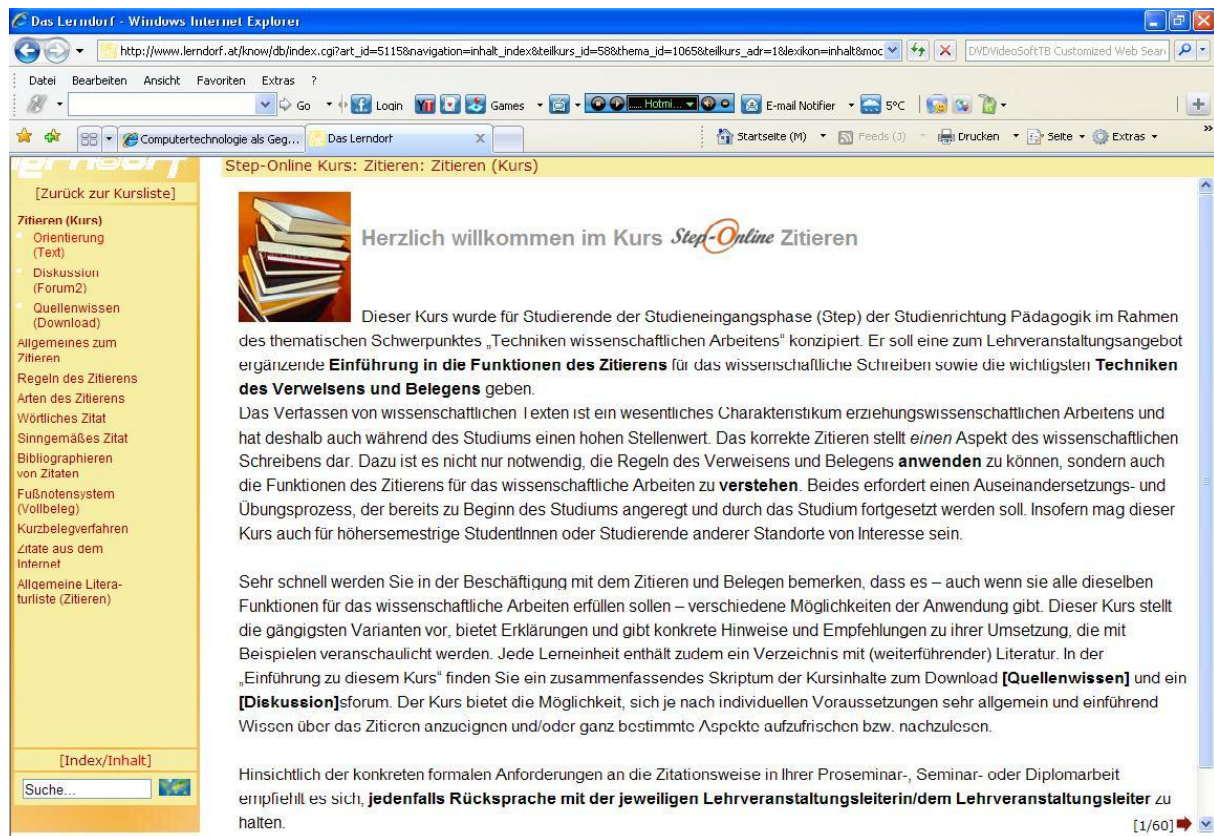 Das Lerndorf - Windows Internet Explorer
http://www.lerndorf.at/know/db/index.cgi?art_id=5115&navigation=inhalt_index&teilkurs_id=58&thema_id=1065&teilkurs_adr=1&lexikon=inhalt&moc
DVDVideoSoftTB Customized Web Sear
Datei Bearbeiten Ansicht Favoriten Extras ?
Go Login Games Hotmi... E-mail Notifier 5°C
Computertechnologie als Geg... Das Lerndorf X Startseite (M) Feeds (J) Drucken Seite Extras
lerndorf
Step-Online Kurs: Zitieren: Zitieren (Kurs)
[Zurück zur Kursliste]
Zitieren (Kurs)
Orientierung
(Text)
Diskussion
(Forum2)
Quellenwissen
(Download)
Allgemeines zum
Zitieren
Regeln des Zitierens
Arten des Zitierens
Wörtliches Zitat
Sinngemäßes Zitat
Bibliographieren
von Zitaten
Fußnotensystem
(Vollbeleg)
Kurzbelegverfahren
Zitate aus dem
Internet
Allgemeine Litera-
turliste (Zitieren)
[Index/Inhalt]
Suche...
Herzlich willkommen im Kurs Step-Online Zitieren
Dieser Kurs wurde für Studierende der Studieneingangsphase (Step) der Studienrichtung Pädagogik im Rahmen
des thematischen Schwerpunktes „Techniken wissenschaftlichen Arbeitens“ konzipiert. Er soll eine zum Lehrveranstaltungsangebot
ergänzende Einführung in die Funktionen des Zitierens für das wissenschaftliche Schreiben sowie die wichtigsten Techniken
des Verweisens und Belegens geben.
Das Verfassen von wissenschaftlichen Texten ist ein wesentliches Charakteristikum erziehungswissenschaftlichen Arbeitens und
hat deshalb auch während des Studiums einen hohen Stellenwert. Das korrekte Zitieren stellt einen Aspekt des wissenschaftlichen
Schreibens dar. Dazu ist es nicht nur notwendig, die Regeln des Verweisens und Belegens anwenden zu können, sondern auch
die Funktionen des Zitierens für das wissenschaftliche Arbeiten zu verstehen. Beides erfordert einen Auseinandersetzungs- und
Übungsprozess, der bereits zu Beginn des Studiums angeregt und durch das Studium fortgesetzt werden soll. Insofern mag dieser
Kurs auch für höhersemestrige StudentInnen oder Studierende anderer Standorte von Interesse sein.
Sehr schnell werden Sie in der Beschäftigung mit dem Zitieren und Belegen bemerken, dass es – auch wenn sie alle dieselben
Funktionen für das wissenschaftliche Arbeiten erfüllen sollen – verschiedene Möglichkeiten der Anwendung gibt. Dieser Kurs stellt
die gängigsten Varianten vor, bietet Erklärungen und gibt konkrete Hinweise und Empfehlungen zu ihrer Umsetzung, die mit
Beispielen veranschaulicht werden. Jede Lerneinheit enthält zudem ein Verzeichnis mit (weiterführender) Literatur. In der
„Einführung zu diesem Kurs“ finden Sie ein zusammenfassendes Skriptum der Kursinhalte zum Download [Quellenwissen] und ein
[Diskussion]sforum. Der Kurs bietet die Möglichkeit, sich je nach individuellen Voraussetzungen sehr allgemein und einführend
Wissen über das Zitieren anzueignen und/oder ganz bestimmte Aspekte aufzufrischen bzw. nachzulesen.
Hinsichtlich der konkreten formalen Anforderungen an die Zitationsweise in Ihrer Proseminar-, Seminar- oder Diplomarbeit
empfiehlt es sich, jedenfalls Rücksprache mit der jeweiligen Lehrveranstaltungsleiterin/dem Lehrveranstaltungsleiter zu
halten.
[1/60]